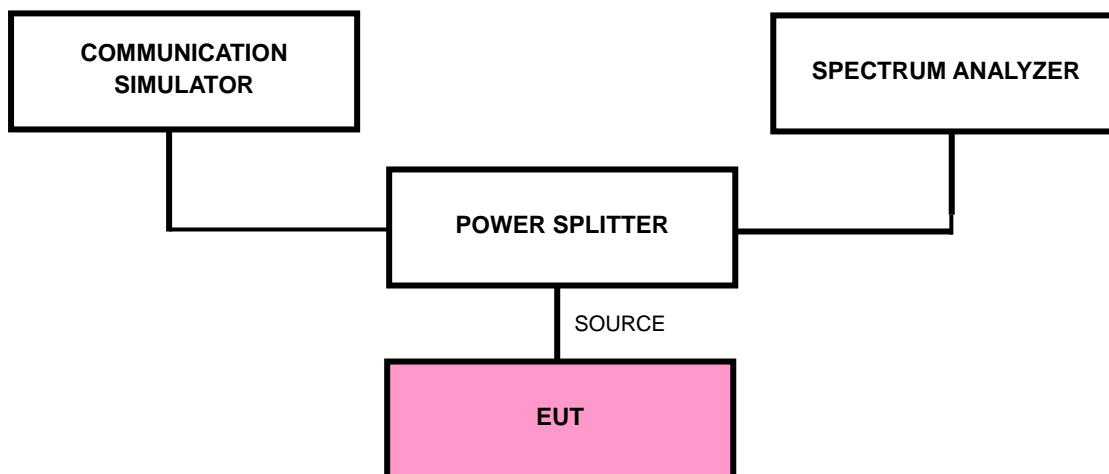 COMMUNICATION
SIMULATOR
SPECTRUM ANALYZER
POWER SPLITTER
SOURCE
EUT